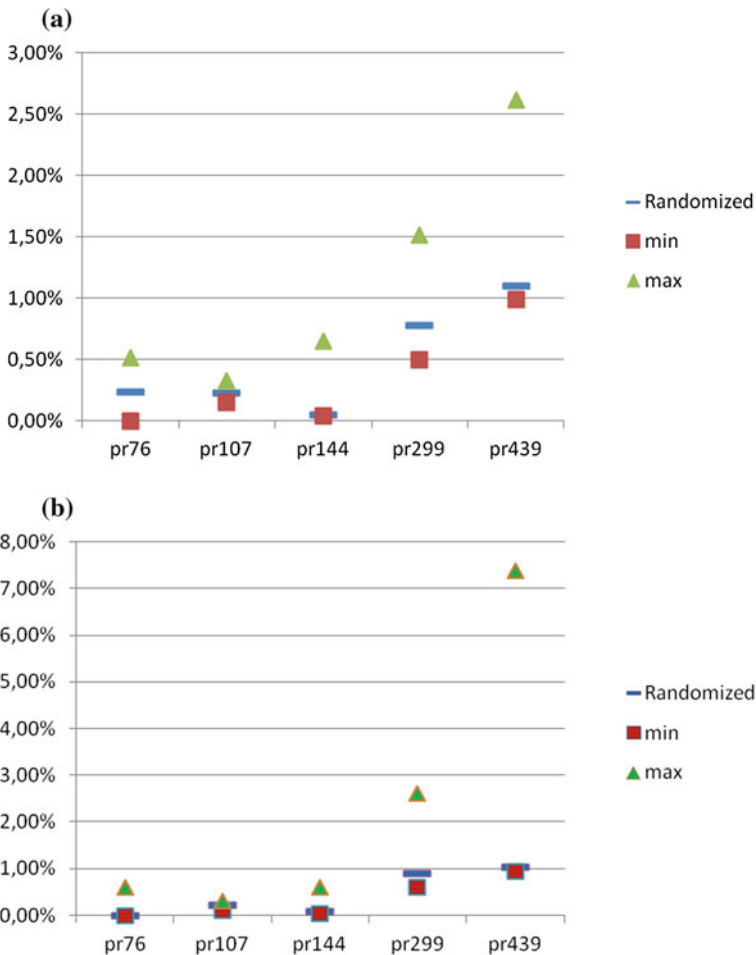 (a)
3,00%
2,50%
2,00%
1,50%
1,00%
0,50%
0,00%
pr76 pr107 pr144 pr299 pr439
Randomized
min
max
(b)
8,00%
7,00%
6,00%
5,00%
4,00%
3,00%
2,00%
1,00%
0,00%
pr76 pr107 pr144 pr299 pr439
Randomized
min
max